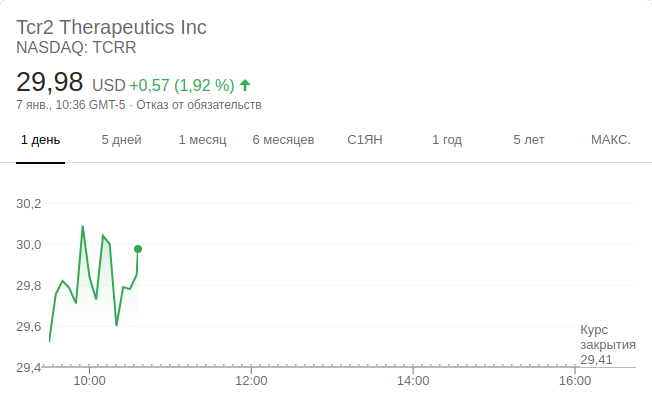 Tcr2 Therapeutics Inc
NASDAQ: TCRR
29,98 USD +0,57 (1,92 %)
7 янв., 10:36 GMT-5 · Отказ от обязательств
1 день 5 дней 1 месяц 6 месяцев С1ЯН 1 год 5 лет МАКС.
30,2
30,0
29,8
29,6
29,4
Курс
закрытия
29,41
10:00 12:00 14:00 16:00